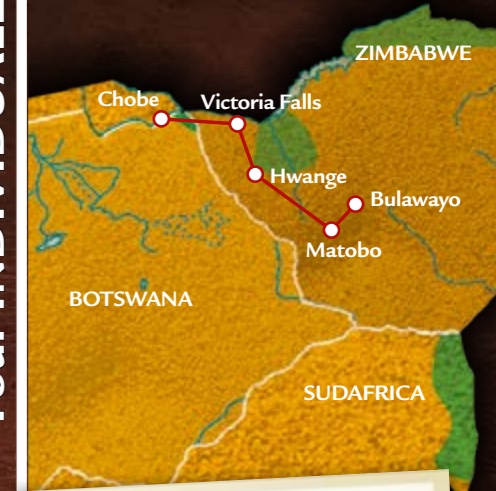 ZIMBABWE
Chobe
Victoria Falls
Hwange
Bulawayo
Matobo
BOTSWANA
SUDAFRICA